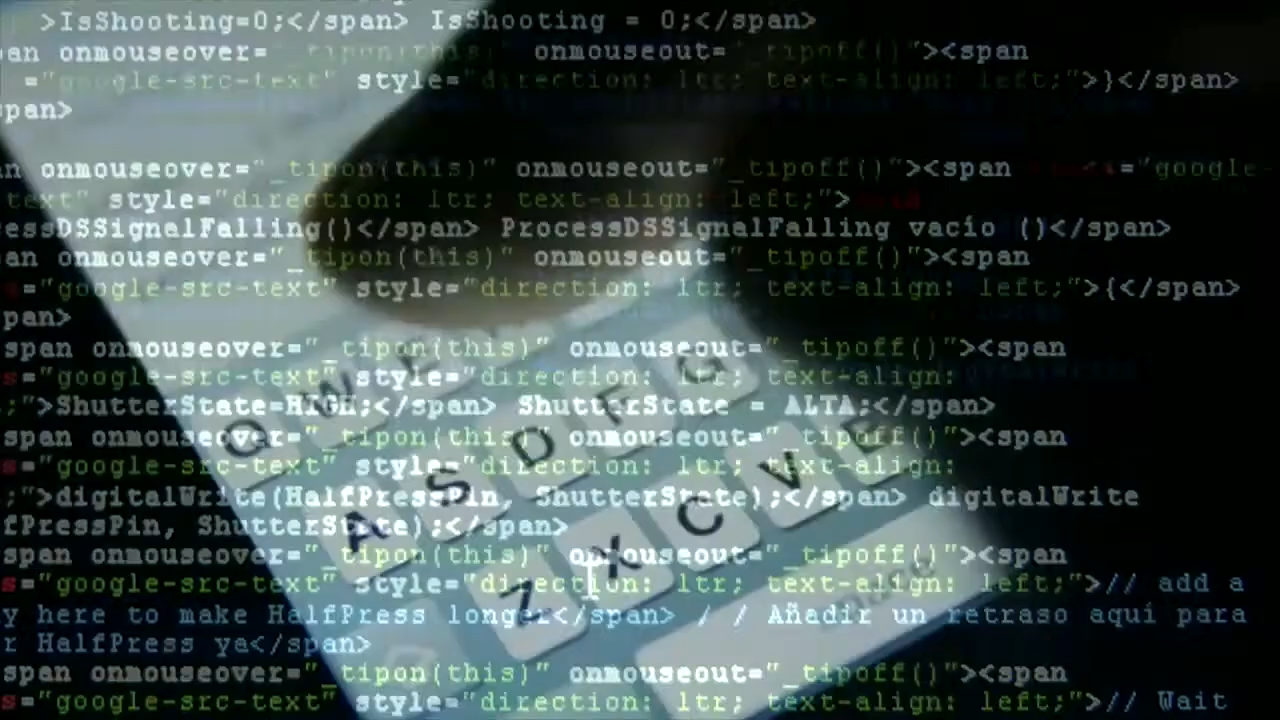 >IsShooting=0;</span> IsShooting = 0;</span>
pan onmouseover="_tipon(this)" onmouseout="_tipoff()"><span
="google-src-text" style="direction: ltr; text-align: left;">}</span>
span>
an onmouseover="_tipon(this)" onmouseout="_tipoff()"><span ="google-
text" style="direction: ltr; text-align: left;">
cessDSSignalFalling()</span> ProcessDSSignalFalling vacío ()</span>
pan onmouseover="_tipon(this)" onmouseout="_tipoff()"><span
s="google-src-text" style="direction: ltr; text-align: left;">{</span>
pan>
span onmouseover="_tipon(this)" onmouseout="_tipoff()"><span
s="google-src-text" style="direction: ltr; text-align:
;">ShutterState=HIGH;</span> ShutterState = ALTA;</span>
span onmouseover="_tipon(this)" onmouseout="_tipoff()"><span
s="google-src-text" style="direction: ltr; text-align:
;">digitalWrite(HalfPressPin, ShutterState);</span> digitalWrite
fPressPin, ShutterState);</span>
span onmouseover="_tipon(this)" onmouseout="_tipoff()"><span
s="google-src-text" style="direction: ltr; text-align: left;">// add a
y here to make HalfPress longer</span> / / Añadir un retraso aquí para
r HalfPress ya</span>
span onmouseover="_tipon(this)" onmouseout="_tipoff()"><span
s="google-src-text" style="direction: ltr; text-align: left;">// Wait
Q W E
A S D F G
Z X C V B